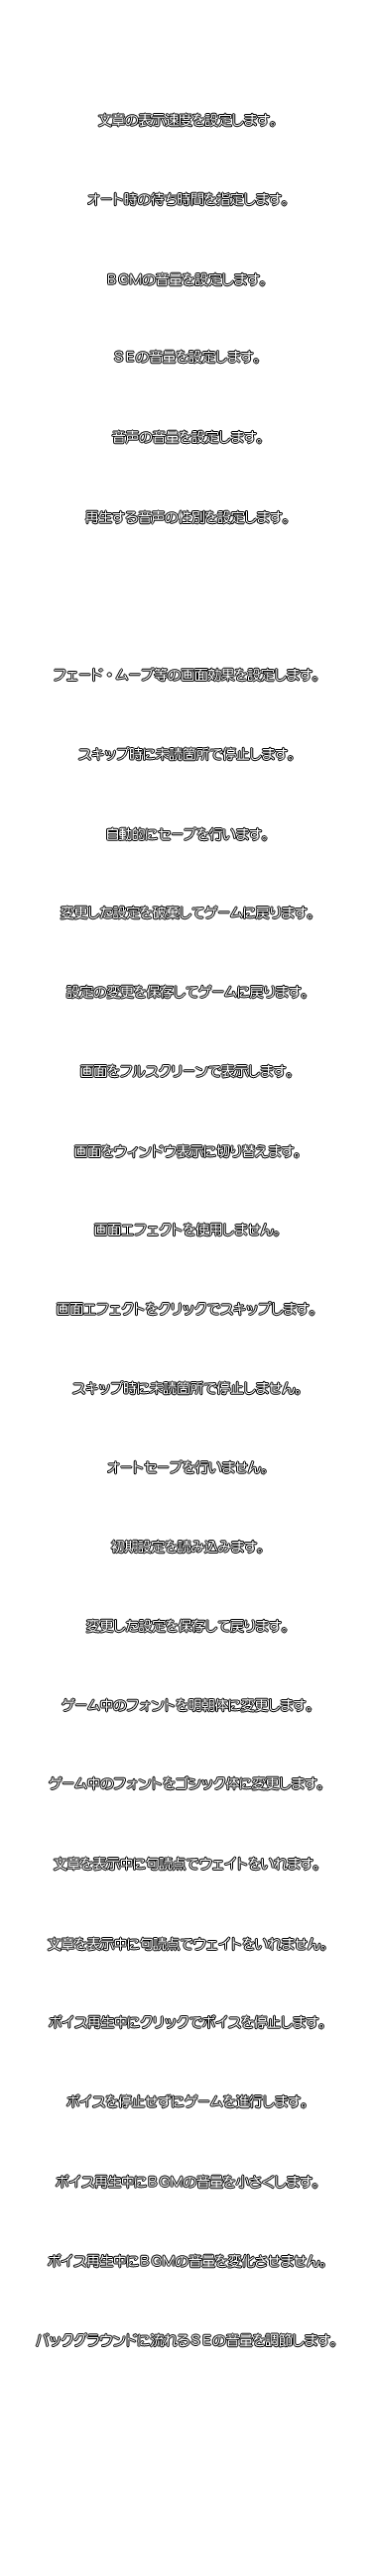 文章の表示速度を設定します。
オート時の待ち時間を指定します。
ＢＧＭの音量を設定します。
ＳＥの音量を設定します。
音声の音量を設定します。
再生する音声の性別を設定します。
フェード・ムーブ等の画面効果を設定します。
スキップ時に未読箇所で停止します。
自動的にセーブを行います。
変更した設定を破棄してゲームに戻ります。
設定の変更を保存してゲームに戻ります。
画面をフルスクリーンで表示します。
画面をウィンドウ表示に切り替えます。
画面エフェクトを使用しません。
画面エフェクトをクリックでスキップします。
スキップ時に未読箇所で停止しません。
オートセーブを行いません。
初期設定を読み込みます。
変更した設定を保存して戻ります。
ゲーム中のフォントを明朝体に変更します。
ゲーム中のフォントをゴシック体に変更します。
文章を表示中に句読点でウェイトをいれます。
文章を表示中に句読点でウェイトをいれません。
ボイス再生中にクリックでボイスを停止します。
ボイスを停止せずにゲームを進行します。
ボイス再生中にＢＧＭの音量を小さくします。
ボイス再生中にＢＧＭの音量を変化させません。
バックグラウンドに流れるＳＥの音量を調節します。